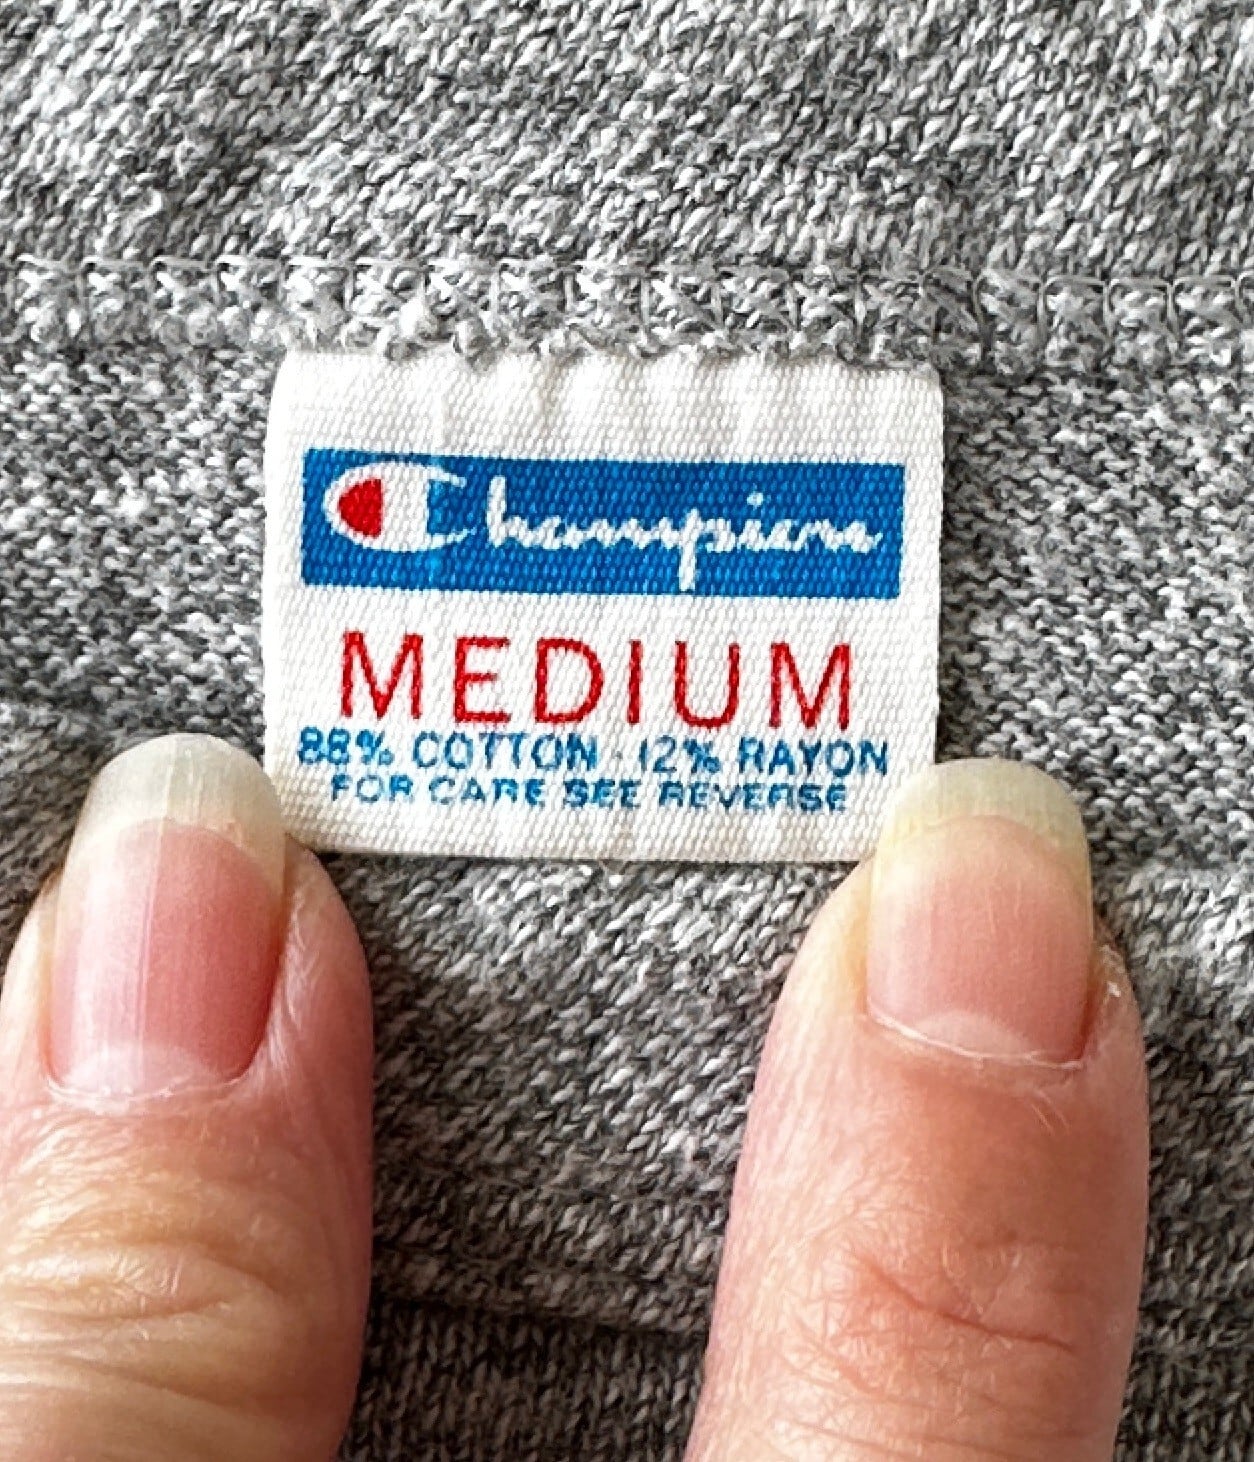 Champion
MEDIUM
88% COTTON · 12% RAYON
FOR CARE SEE REVERSE